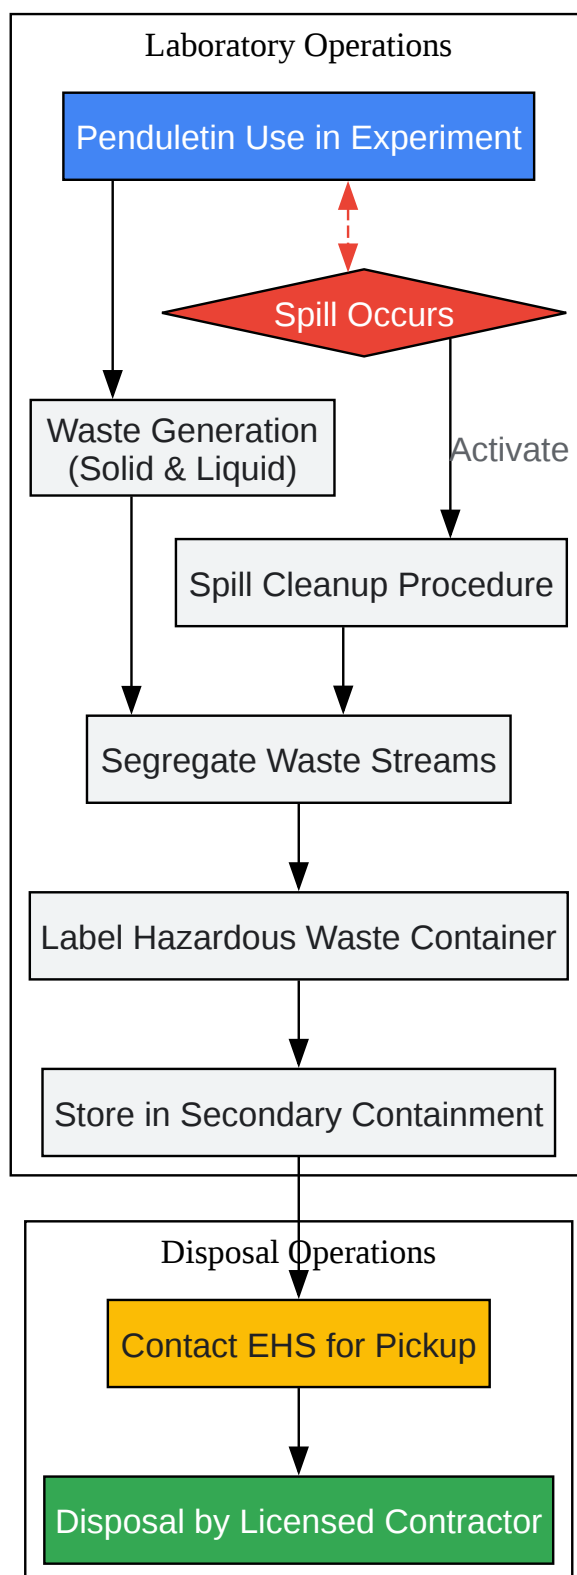 Laboratory Operations
Penduletin Use in Experiment
Spill Occurs
Waste Generation
(Solid & Liquid)
Activate
Spill Cleanup Procedure
Segregate Waste Streams
Label Hazardous Waste Container
Store in Secondary Containment
Disposal Operations
Contact EHS for Pickup
Disposal by Licensed Contractor